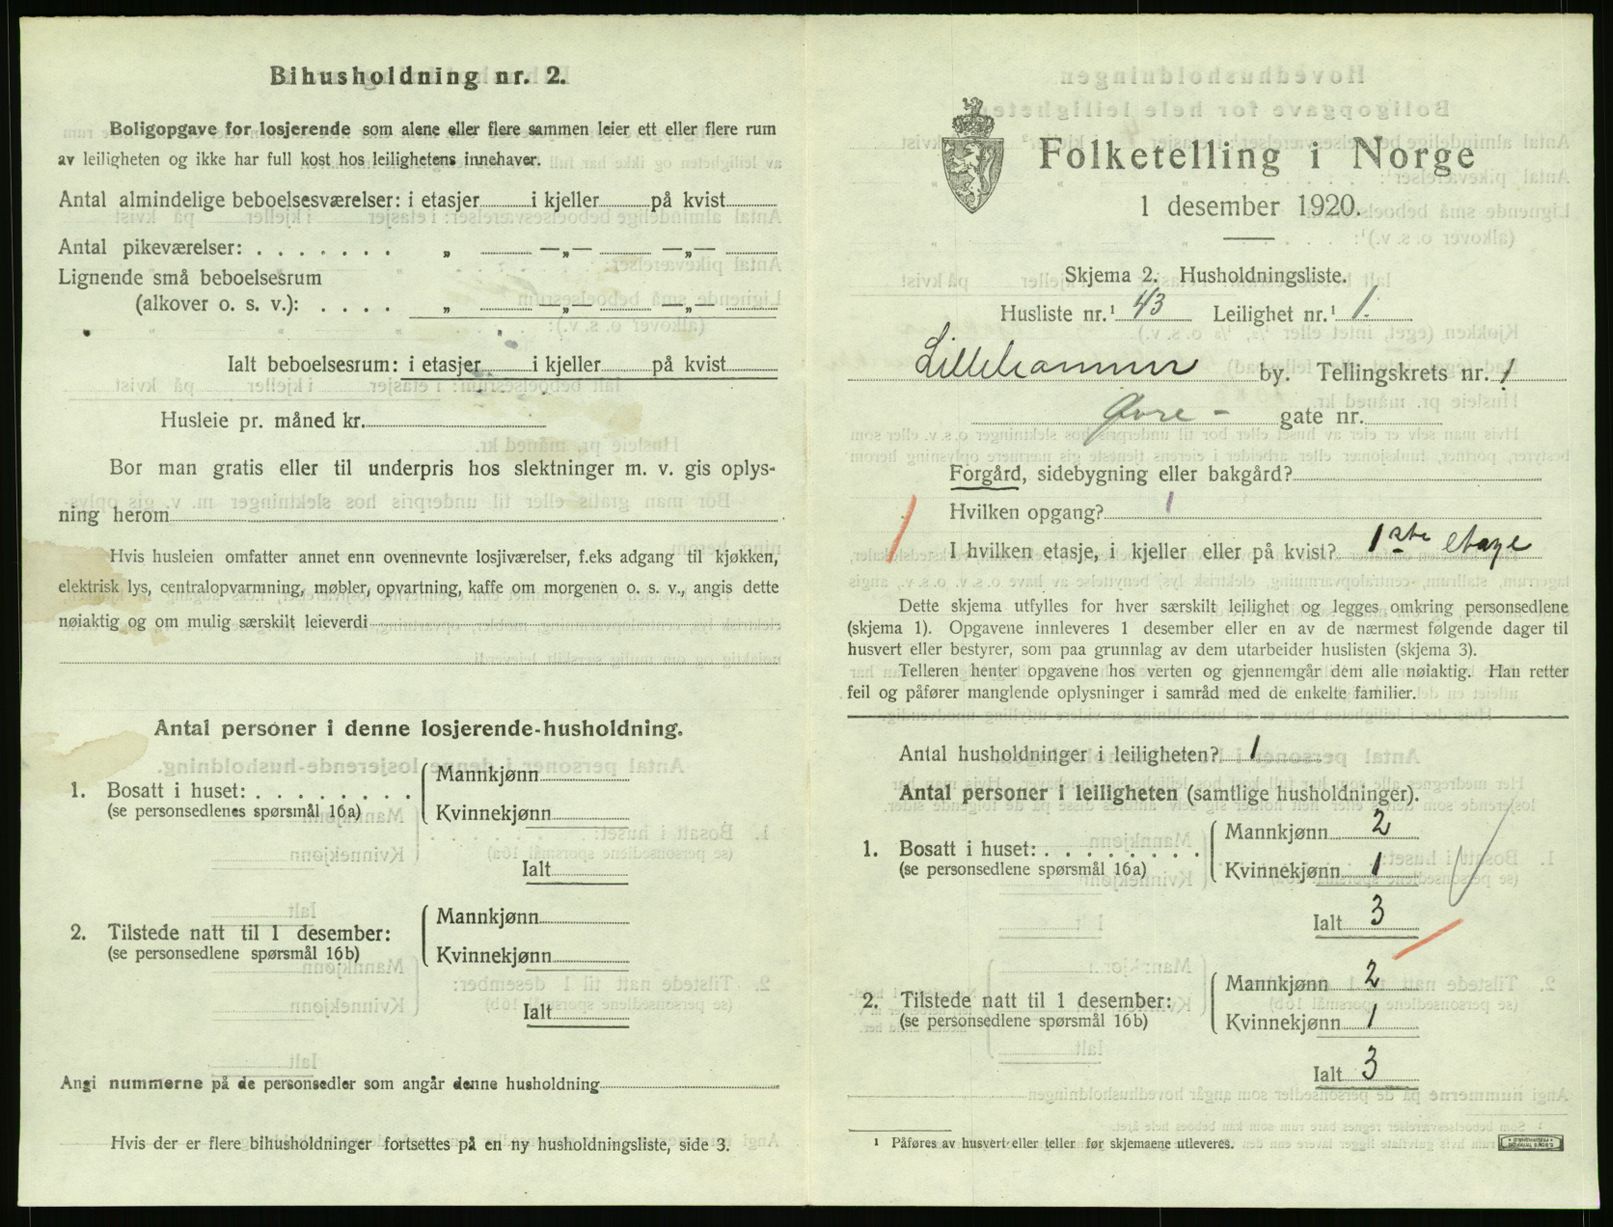 Bihusholdning nr. 2.
Boligopgave for losjerende som alene eller flere sammen leier ett eller flere rum
av leiligheten og ikke har full kost hos leilighetens innehaver.
Antal almindelige beboelsesværelser: i etasjer i kjeller på kvist
Antal pikeværelser: . . . . . . . „ —„— —„—
Lignende små beboelsesrum
(alkover o. s. v.): . . . . „ —„— —„—
Ialt beboelsesrum: i etasjer i kjeller på kvist
Husleie pr. måned kr.
Bor man gratis eller til underpris hos slektninger m. v. gis oplys-
ning herom
Hvis husleien omfatter annet enn ovennevnte losjiværelser, f.eks adgang til kjøkken,
elektrisk lys, centralopvarmning, møbler, opvartning, kaffe om morgenen o. s. v., angis dette
nøiaktig og om mulig særskilt leieverdi
Antal personer i denne losjerende-husholdning.
1. Bosatt i huset: . . . . . . . .
(se personsedlenes spørsmål 16a)
Mannkjønn
Kvinnekjønn
Ialt
2. Tilstede natt til 1 desember:
(se personsedlene spørsmål 16b)
Mannkjønn
Kvinnekjønn
Ialt
Angi nummerne på de personsedler som angår denne husholdning
Hvis der er flere bihusholdninger fortsettes på en ny husholdningsliste, side 3.
Folketelling i Norge
1 desember 1920.
Skjema 2. Husholdningsliste.
Husliste nr.¹ 43 Leilighet nr.¹ 1.
Lillehammer by. Tellingskrets nr. 1
Øvre - gate nr.
Forgård, sidebygning eller bakgård?
Hvilken opgang? 1
I hvilken etasje, i kjeller eller på kvist? 1ste etage
Dette skjema utfylles for hver særskilt leilighet og legges omkring personsedlene
(skjema 1). Opgavene innleveres 1 desember eller en av de nærmest følgende dager til
husvert eller bestyrer, som paa grunnlag av dem utarbeider huslisten (skjema 3).
Telleren henter opgavene hos verten og gjennemgår dem alle nøiaktig. Han retter
feil og påfører manglende oplysninger i samråd med de enkelte familier.
Antal husholdninger i leiligheten? 1
Antal personer i leiligheten (samtlige husholdninger).
1. Bosatt i huset: . . . . . . . .
(se personsedlene spørsmål 16a)
Mannkjønn 2
Kvinnekjønn 1
Ialt 3
2. Tilstede natt til 1 desember:
(se personsedlene spørsmål 16b)
Mannkjønn 2
Kvinnekjønn 1
Ialt 3
¹ Påføres av husvert eller teller før skjemaene utleveres.